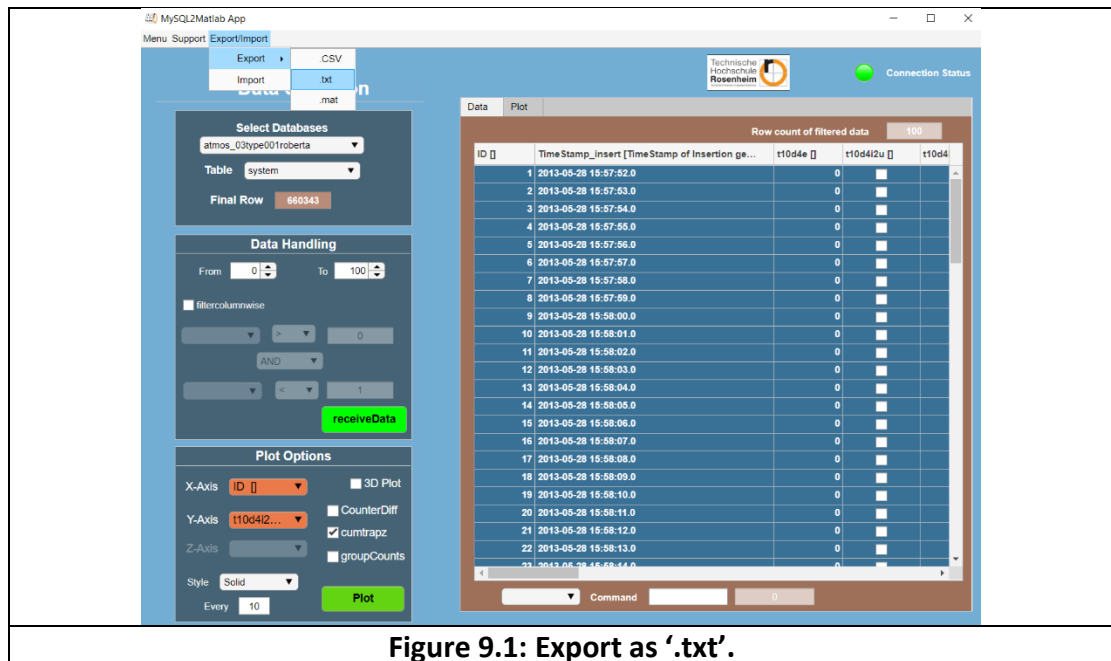 MySQL2Matlab App
Menu Support Export/Import
Export
Import
.CSV
.txt
.mat
Technische
Hochschule
Rosenheim
Connection Status
Select Databases
atmos_03type001roberta
Table system
Final Row 660343
Data Handling
From 0 To 100
filtercolumnwise
> 0
AND
< 1
receiveData
Plot Options
X-Axis ID []
3D Plot
CounterDiff
Y-Axis t10d4i2...
cumtrapz
Z-Axis
groupCounts
Style Solid
Every 10
Plot
Data Plot
Row count of filtered data 100
ID [] TimeStamp_insert [TimeStamp of Insertion ge... t10d4e [] t10d4i2u [] t10d4i
1 2013-05-28 15:57:52.0 0
2 2013-05-28 15:57:53.0 0
3 2013-05-28 15:57:54.0 0
4 2013-05-28 15:57:55.0 0
5 2013-05-28 15:57:56.0 0
6 2013-05-28 15:57:57.0 0
7 2013-05-28 15:57:58.0 0
8 2013-05-28 15:57:59.0 0
9 2013-05-28 15:58:00.0 0
10 2013-05-28 15:58:01.0 0
11 2013-05-28 15:58:02.0 0
12 2013-05-28 15:58:03.0 0
13 2013-05-28 15:58:04.0 0
14 2013-05-28 15:58:05.0 0
15 2013-05-28 15:58:06.0 0
16 2013-05-28 15:58:07.0 0
17 2013-05-28 15:58:08.0 0
18 2013-05-28 15:58:09.0 0
19 2013-05-28 15:58:10.0 0
20 2013-05-28 15:58:11.0 0
21 2013-05-28 15:58:12.0 0
22 2013-05-28 15:58:13.0 0
23 2013-05-28 15:58:14.0 0
Command 0
Figure 9.1: Export as ‘.txt’.